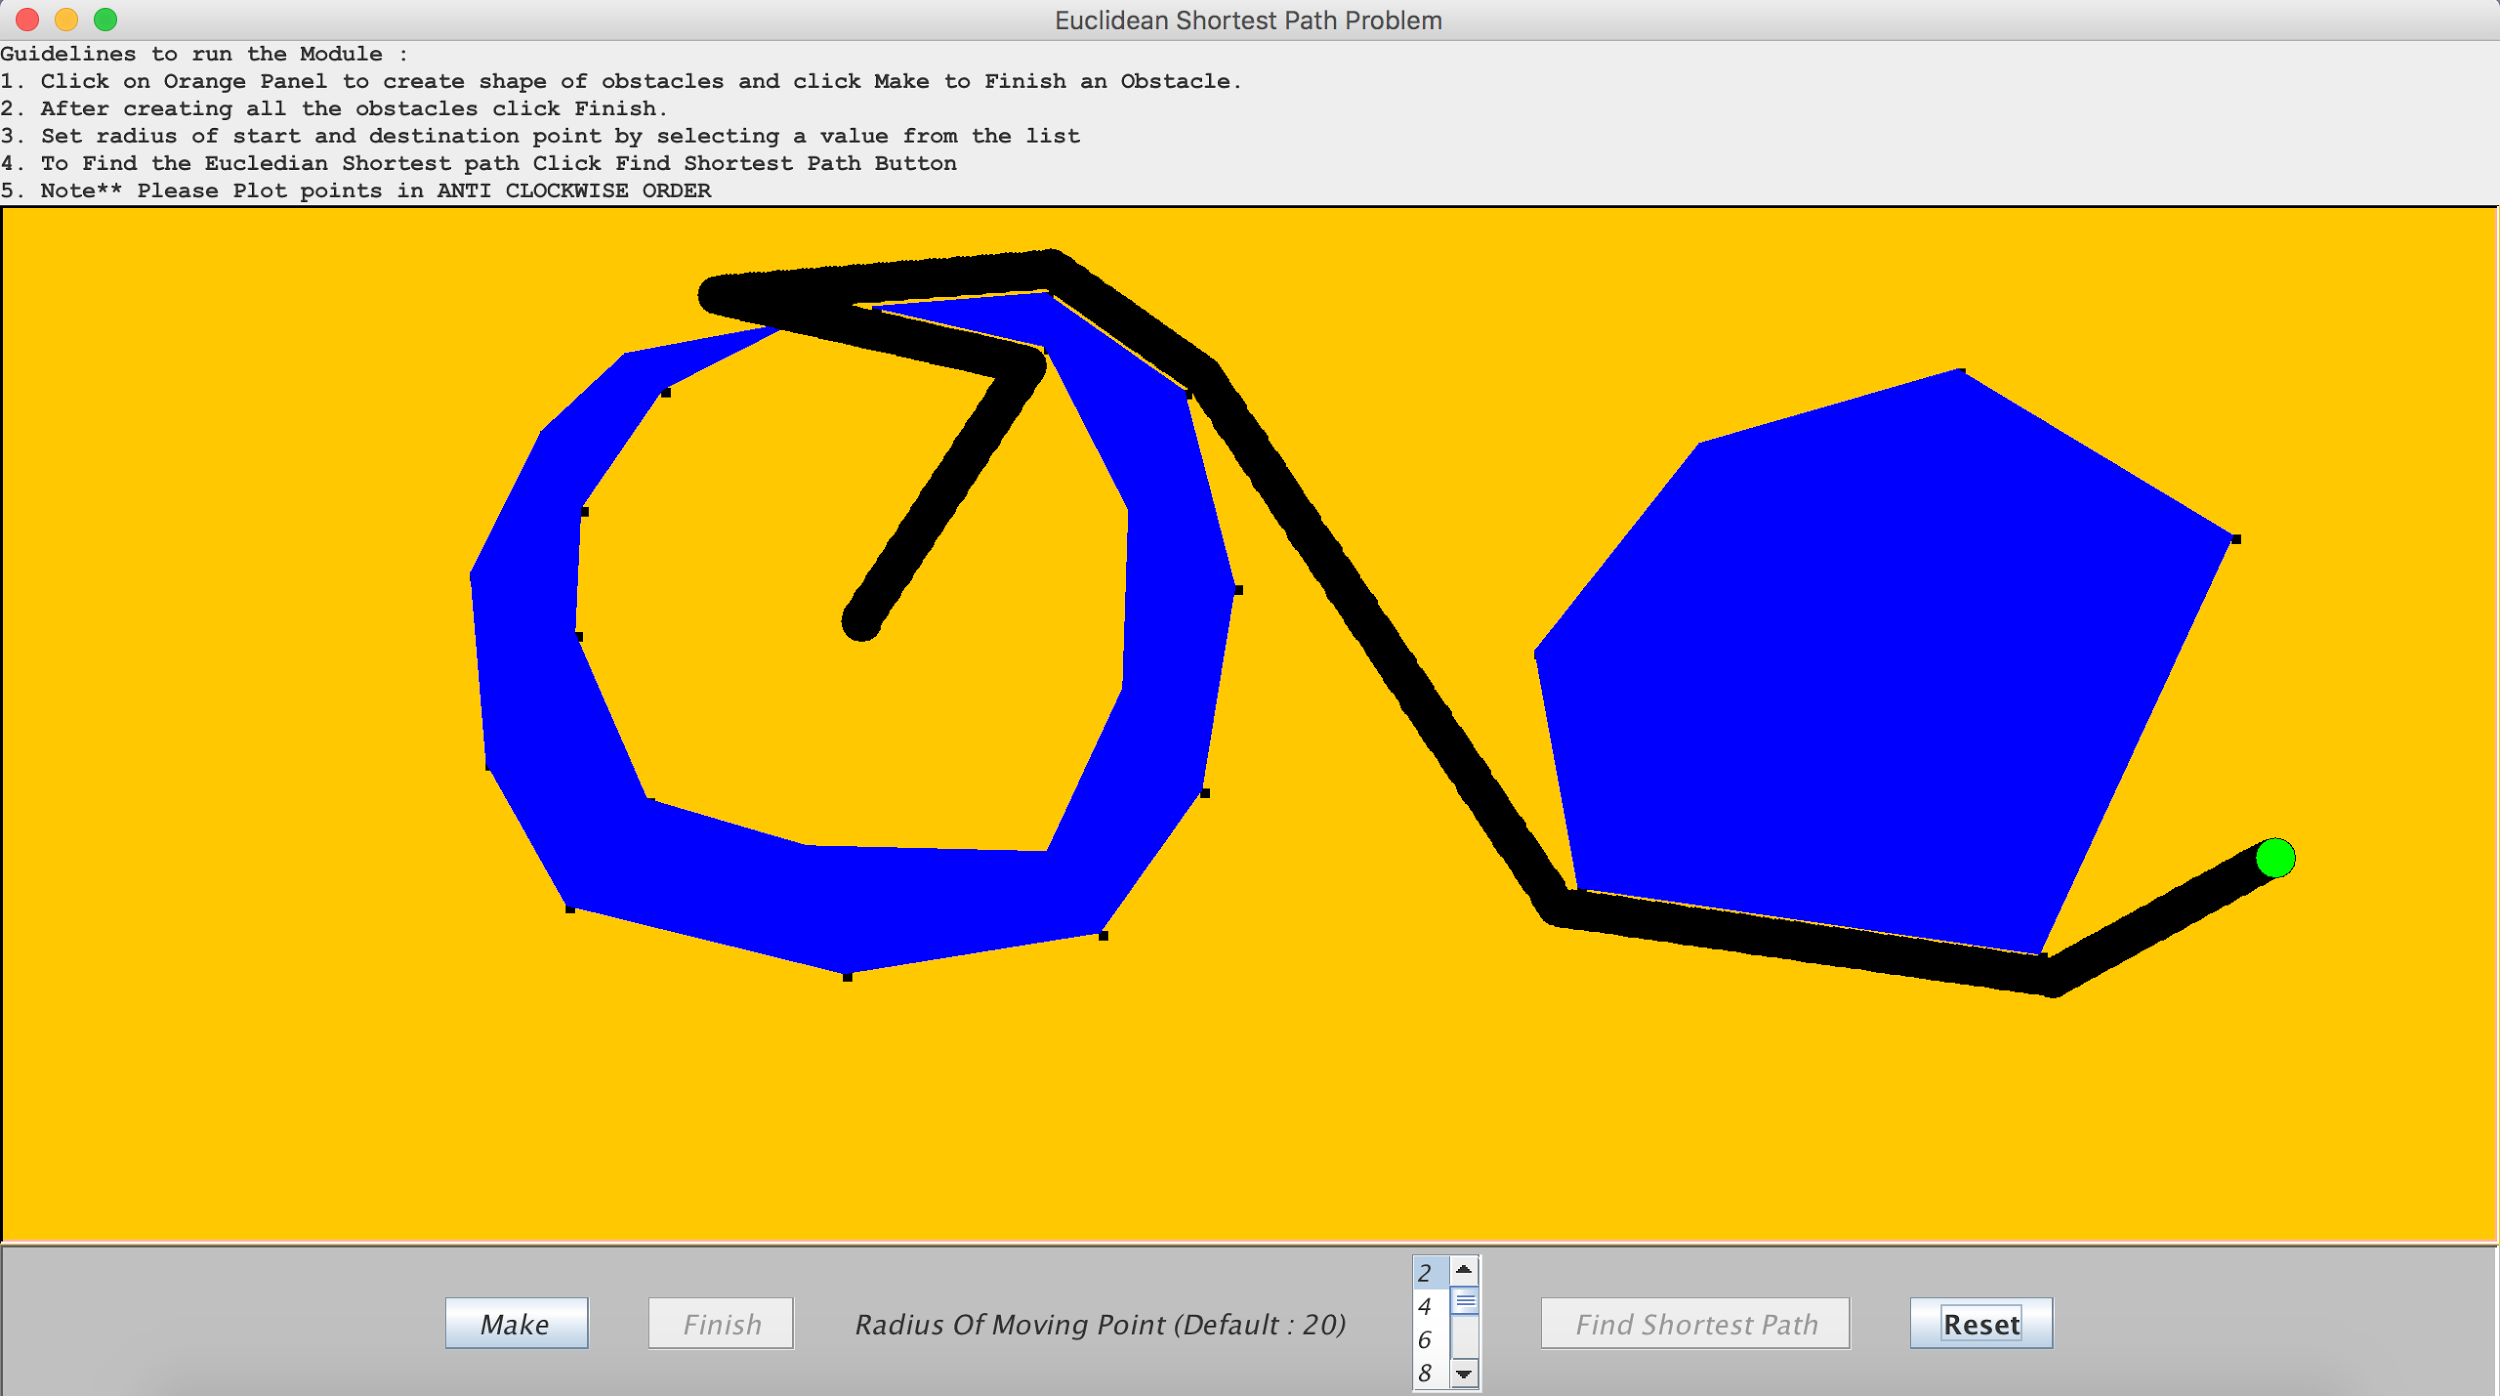 Euclidean Shortest Path Problem
Guidelines to run the Module :
1. Click on Orange Panel to create shape of obstacles and click Make to Finish an Obstacle.
2. After creating all the obstacles click Finish.
3. Set radius of start and destination point by selecting a value from the list
4. To Find the Eucledian Shortest path Click Find Shortest Path Button
5. Note** Please Plot points in ANTI CLOCKWISE ORDER
Make
Finish
Radius Of Moving Point (Default : 20)
2
4
6
8
Find Shortest Path
Reset